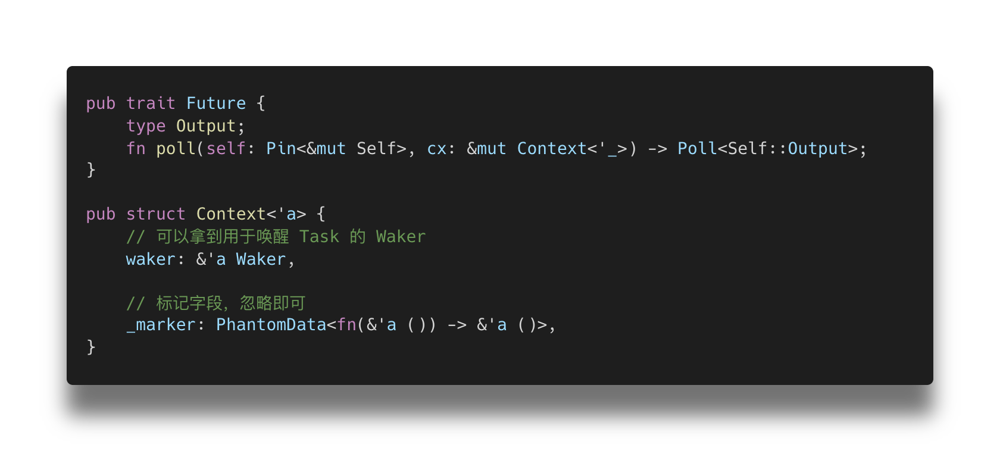 pub trait Future {
    type Output;
    fn poll(self: Pin<&mut Self>, cx: &mut Context<'_>) -> Poll<Self::Output>;
}

pub struct Context<'a> {
    // 可以拿到用于唤醒 Task 的 Waker
    waker: &'a Waker,

    // 标记字段，忽略即可
    _marker: PhantomData<fn(&'a ()) -> &'a ()>,
}